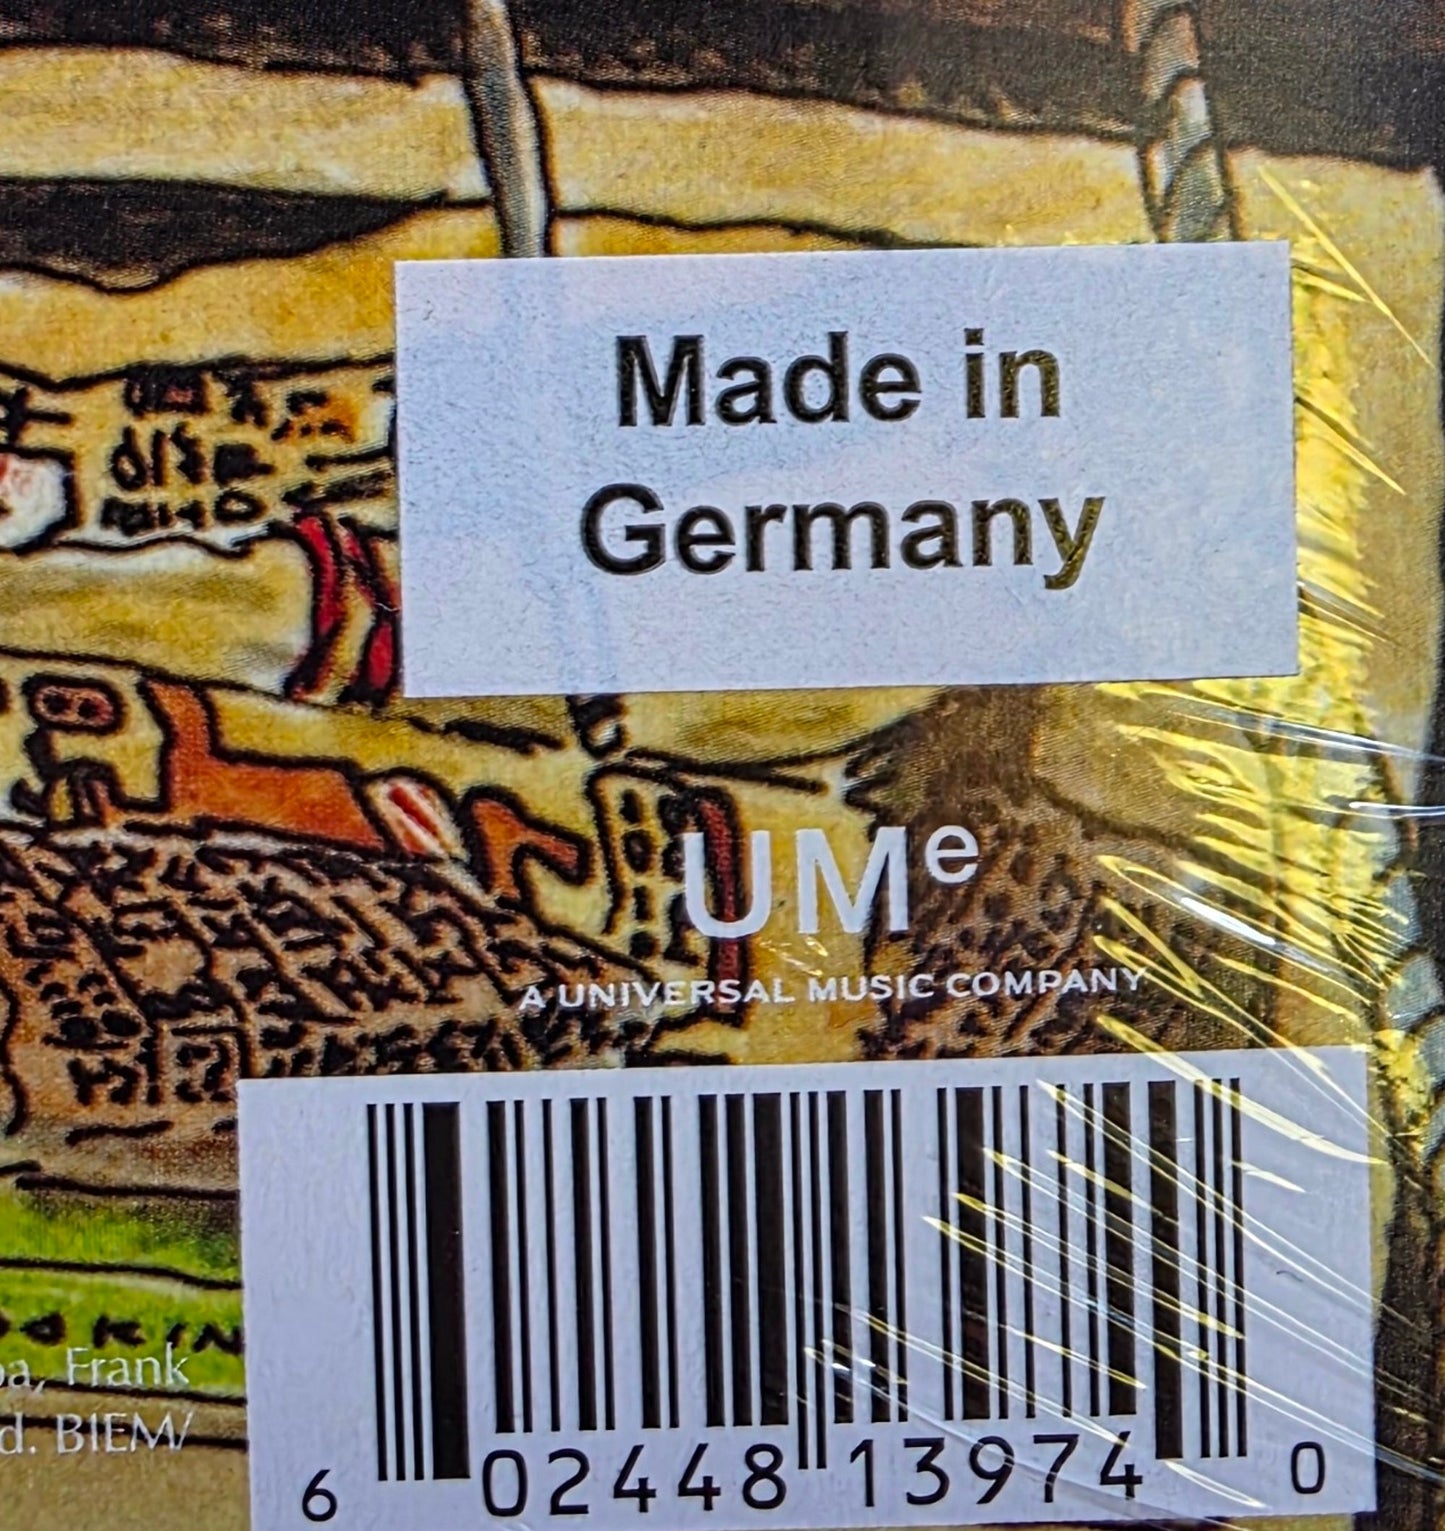 Made in
Germany
UMe
A UNIVERSAL MUSIC COMPANY
Frank
BIEM/
6 02448 13974 0